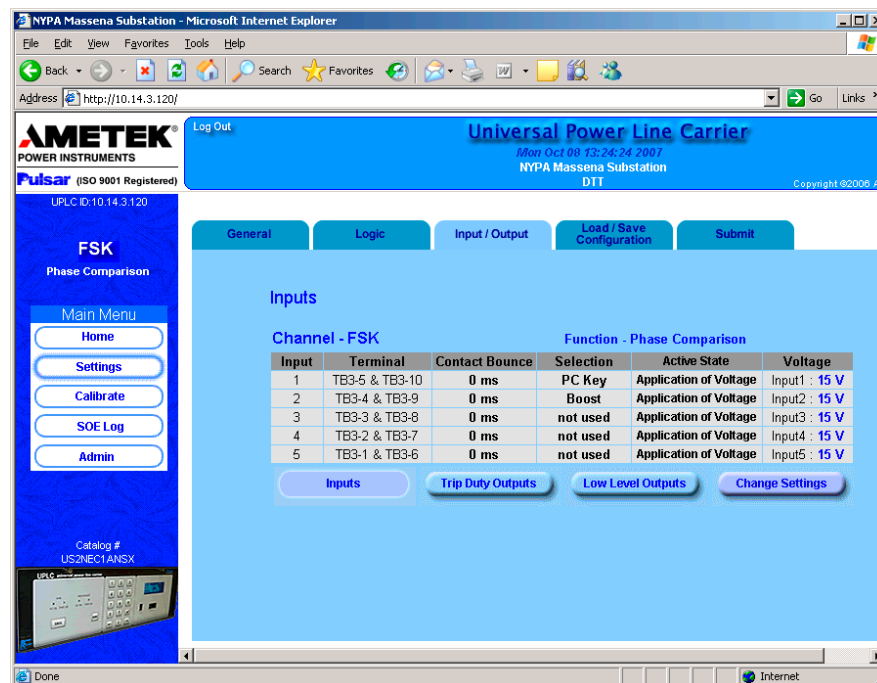 NYPA Massena Substation - Microsoft Internet Explorer
File Edit View Favorites Tools Help
Back Search Favorites
Address http://10.14.3.120/ Go Links
AMETEK®
POWER INSTRUMENTS
Pulsar (ISO 9001 Registered)
Log Out
Universal Power Line Carrier
Mon Oct 08 13:24:24 2007
NYPA Massena Substation
DTT
Copyright ©2006 A
UPLC ID:10.14.3.120
FSK
Phase Comparison
Main Menu
Home
Settings
Calibrate
SOE Log
Admin
Catalog #
US2NEC1ANSX
UPLC
General Logic Input / Output Load / Save Configuration Submit
Inputs
Channel - FSK Function - Phase Comparison
Input Terminal Contact Bounce Selection Active State Voltage
1 TB3-5 & TB3-10 0 ms PC Key Application of Voltage Input1 : 15 V
2 TB3-4 & TB3-9 0 ms Boost Application of Voltage Input2 : 15 V
3 TB3-3 & TB3-8 0 ms not used Application of Voltage Input3 : 15 V
4 TB3-2 & TB3-7 0 ms not used Application of Voltage Input4 : 15 V
5 TB3-1 & TB3-6 0 ms not used Application of Voltage Input5 : 15 V
Inputs Trip Duty Outputs Low Level Outputs Change Settings
Done Internet